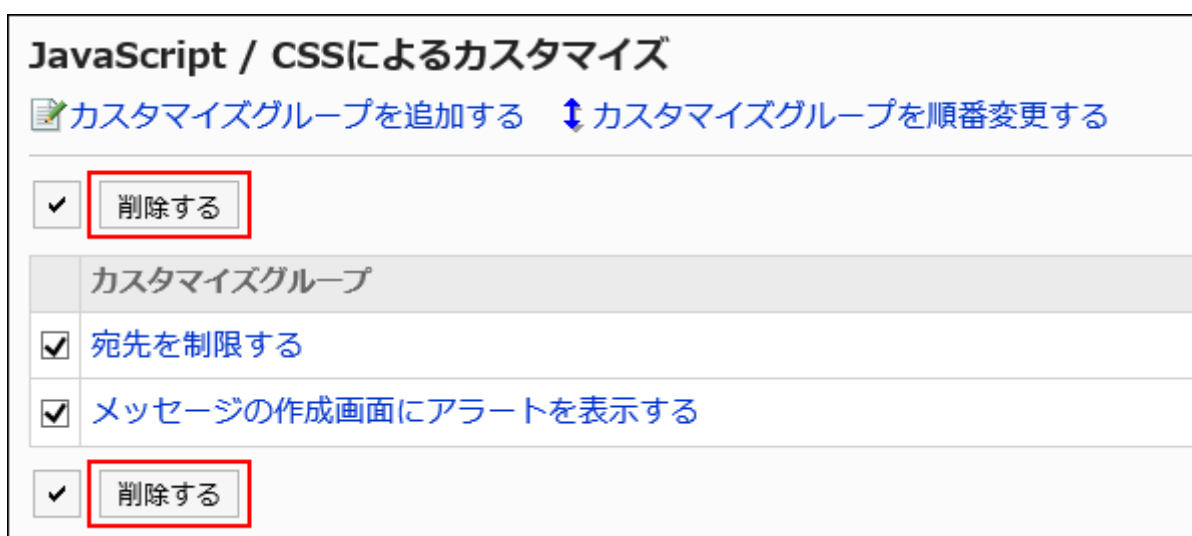 JavaScript / CSSによるカスタマイズ
カスタマイズグループを追加する カスタマイズグループを順番変更する
削除する
カスタマイズグループ
宛先を制限する
メッセージの作成画面にアラートを表示する
削除する